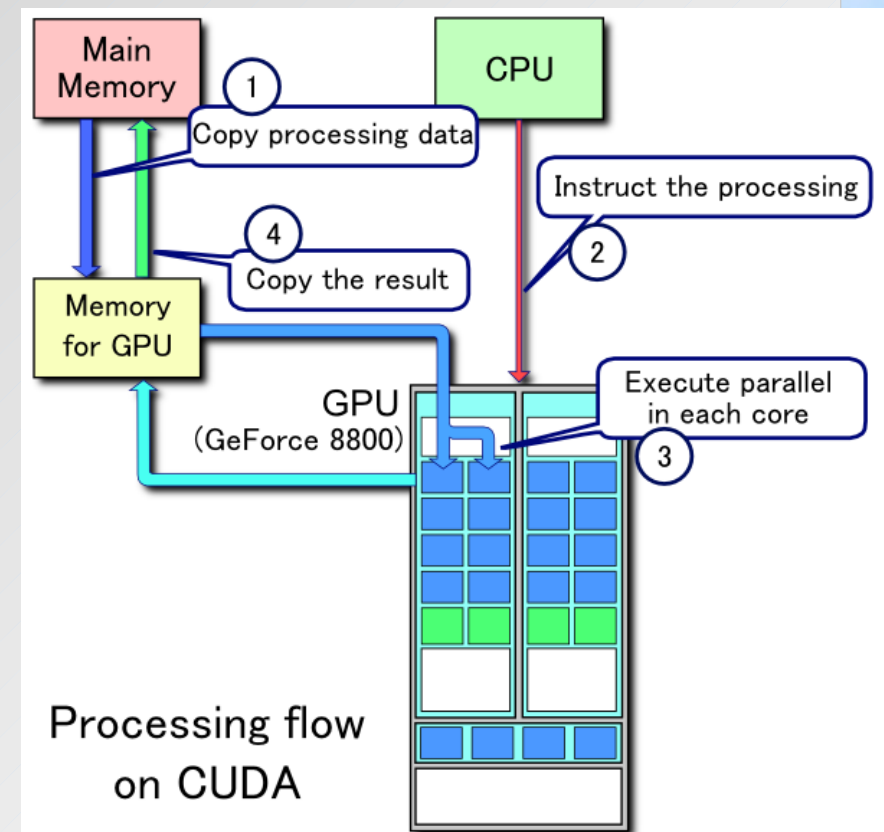 Main
Memory
CPU
1
Copy processing data
Instruct the processing
2
4
Copy the result
Memory
for GPU
GPU
(GeForce 8800)
Execute parallel
in each core
3
Processing flow
on CUDA